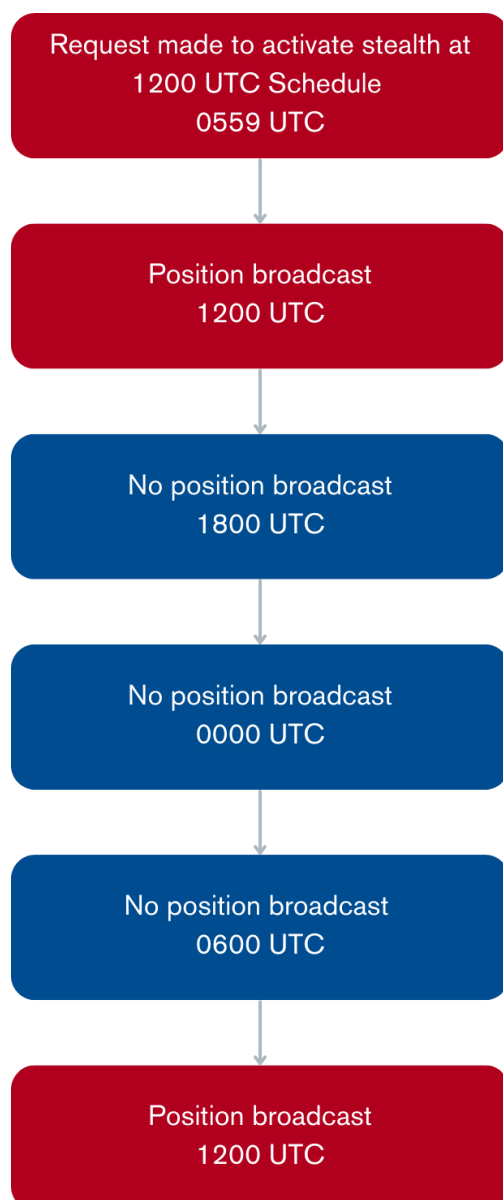 Request made to activate stealth at
1200 UTC Schedule
0559 UTC
Position broadcast
1200 UTC
No position broadcast
1800 UTC
No position broadcast
0000 UTC
No position broadcast
0600 UTC
Position broadcast
1200 UTC